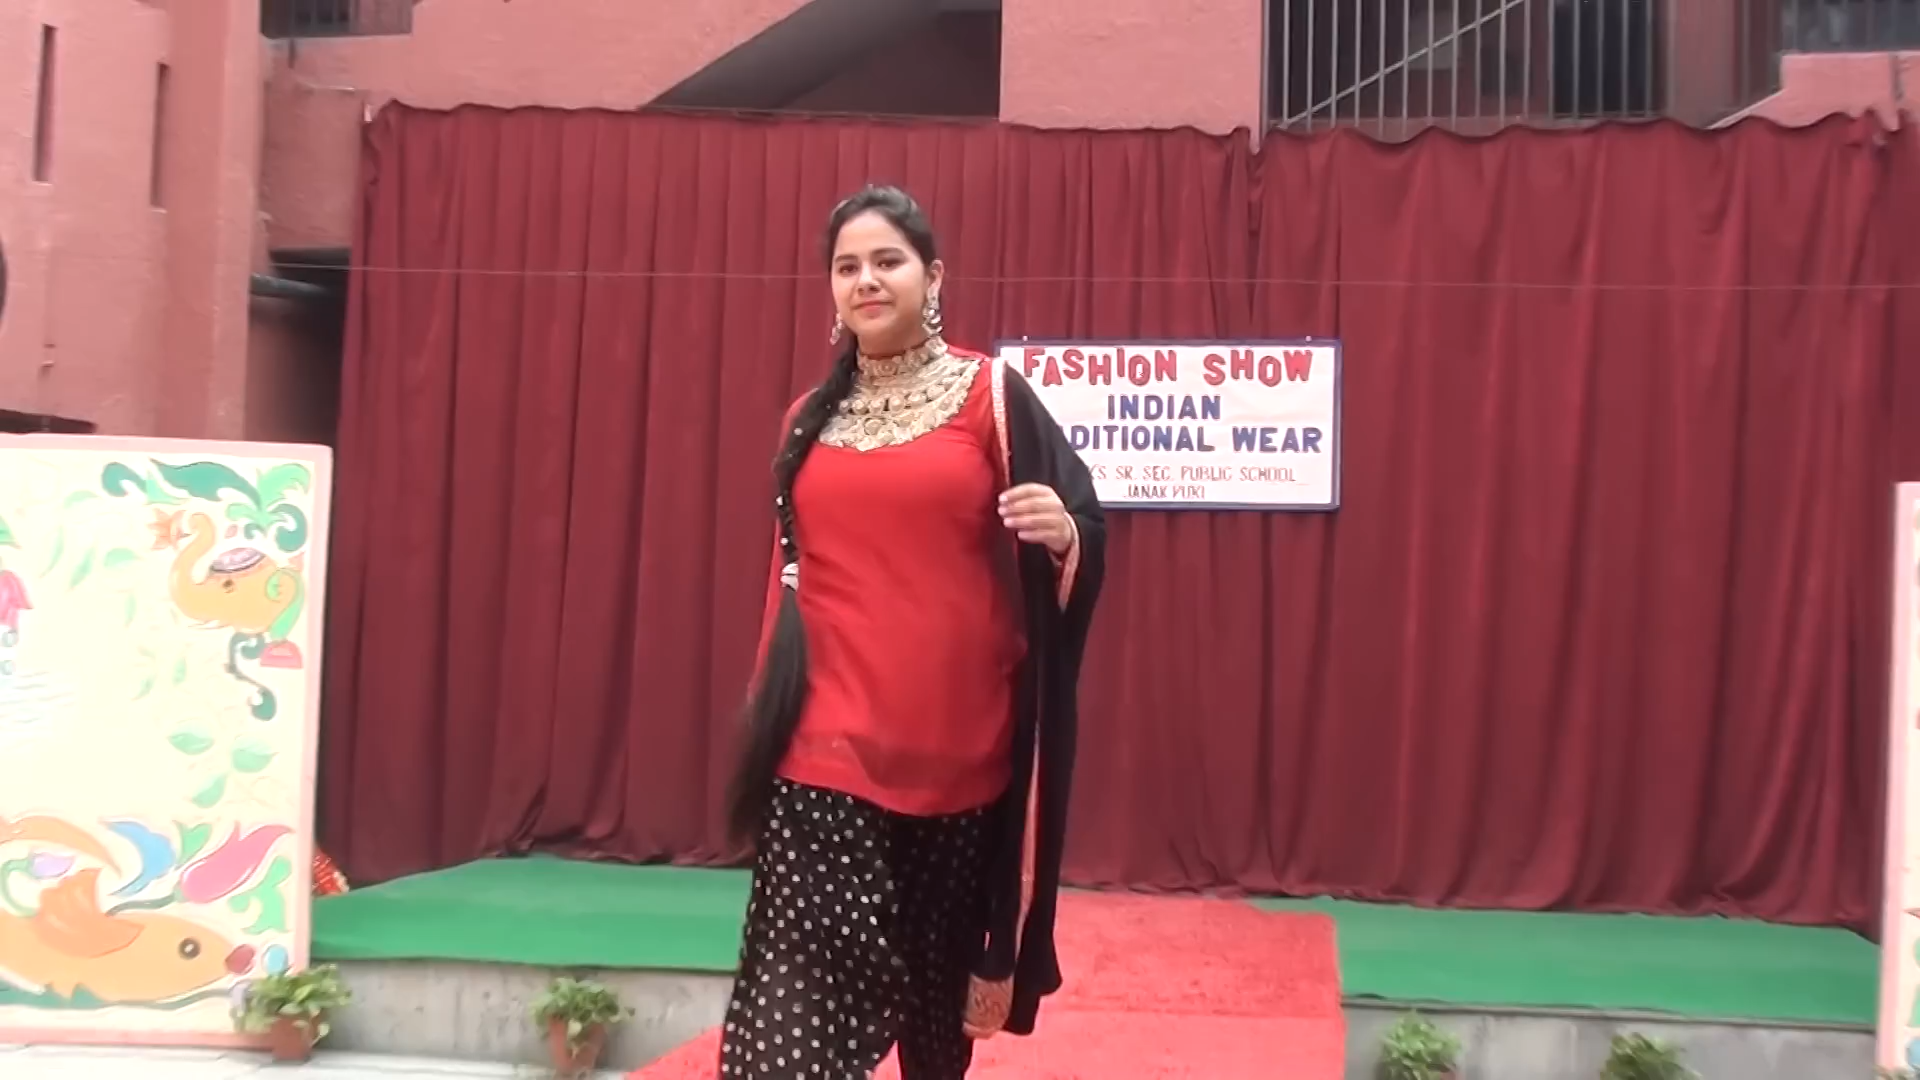 FASHION SHOW
INDIAN
DITIONAL WEAR
SR. SEC. PUBLIC SCHOOL
JANAK PURI